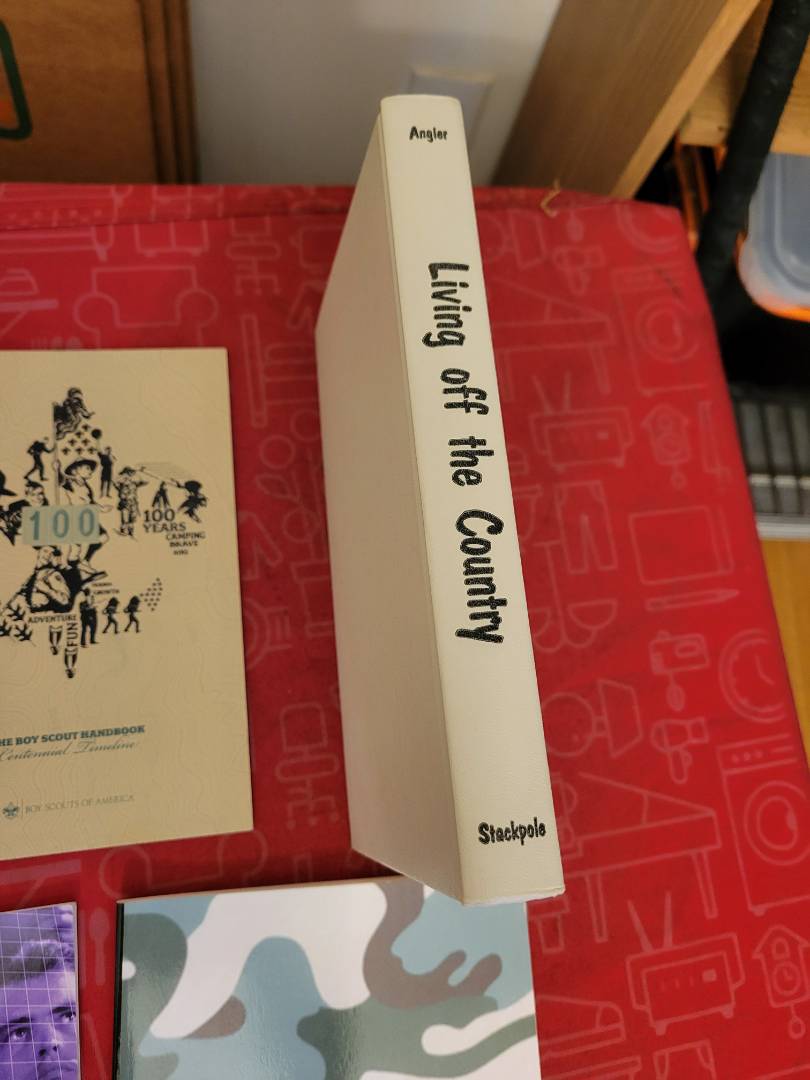 Angler
Living off the Country
Stackpole
100
100
YEARS
CAMPING
BRAVE
ADVENTURE
FUN
HE BOY SCOUT HANDBOOK
Centennial Timeline
BOY SCOUTS OF AMERICA